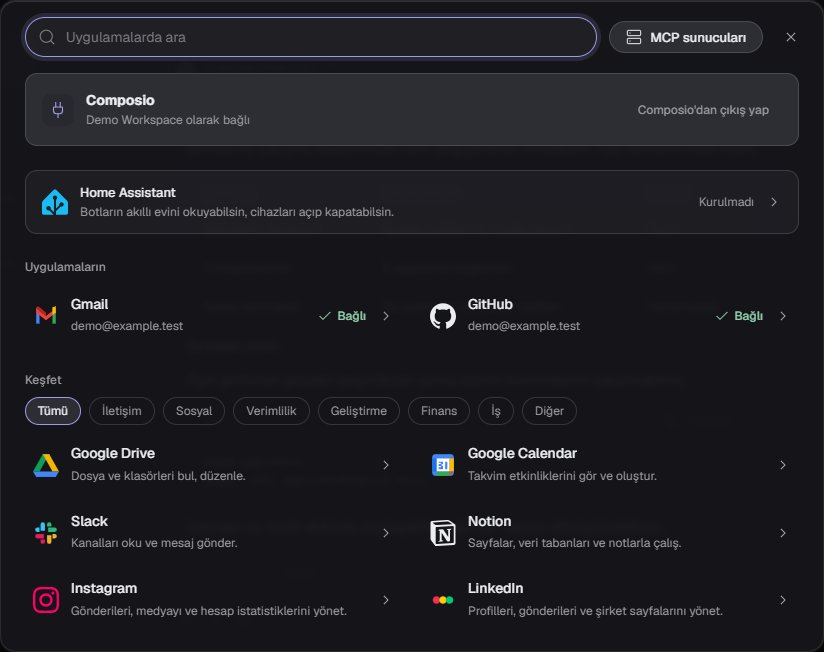 Uygulamalarda ara
MCP sunucuları
Composio
Demo Workspace olarak bağlı
Composio'dan çıkış yap
Home Assistant
Botların akıllı evini okuyabilsin, cihazları açıp kapatabilsin.
Kurulmadı
Uygulamaların
Gmail
demo@example.test
Bağlı
GitHub
demo@example.test
Bağlı
Keşfet
Tümü
İletişim
Sosyal
Verimlilik
Geliştirme
Finans
İş
Diğer
Google Drive
Dosya ve klasörleri bul, düzenle.
31
Google Calendar
Takvim etkinliklerini gör ve oluştur.
Slack
Kanalları oku ve mesaj gönder.
N
Notion
Sayfalar, veri tabanları ve notlarla çalış.
Instagram
Gönderileri, medyayı ve hesap istatistiklerini yönet.
LinkedIn
Profilleri, gönderileri ve şirket sayfalarını yönet.